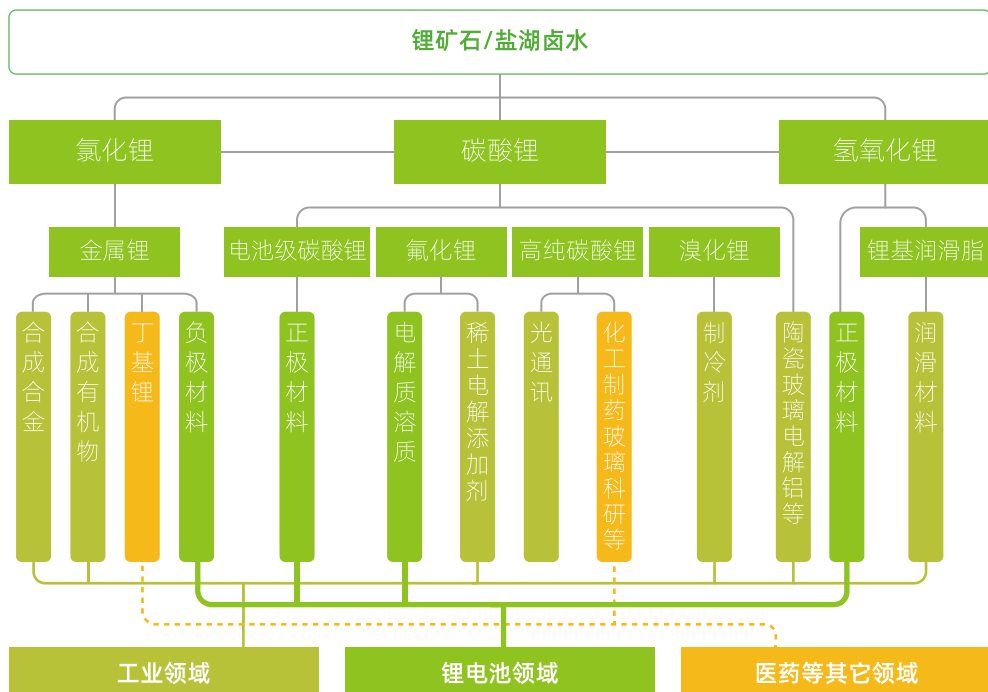 锂矿石/盐湖卤水
氯化锂
碳酸锂
氢氧化锂
金属锂
电池级碳酸锂
氟化锂
高纯碳酸锂
溴化锂
锂基润滑脂
合成合金
合成有机物
丁基锂
负极材料
正极材料
电解质溶质
稀土电解添加剂
光通讯
化工制药玻璃科研等
制冷剂
陶瓷玻璃电解铝等
正极材料
润滑材料
工业领域
锂电池领域
医药等其它领域